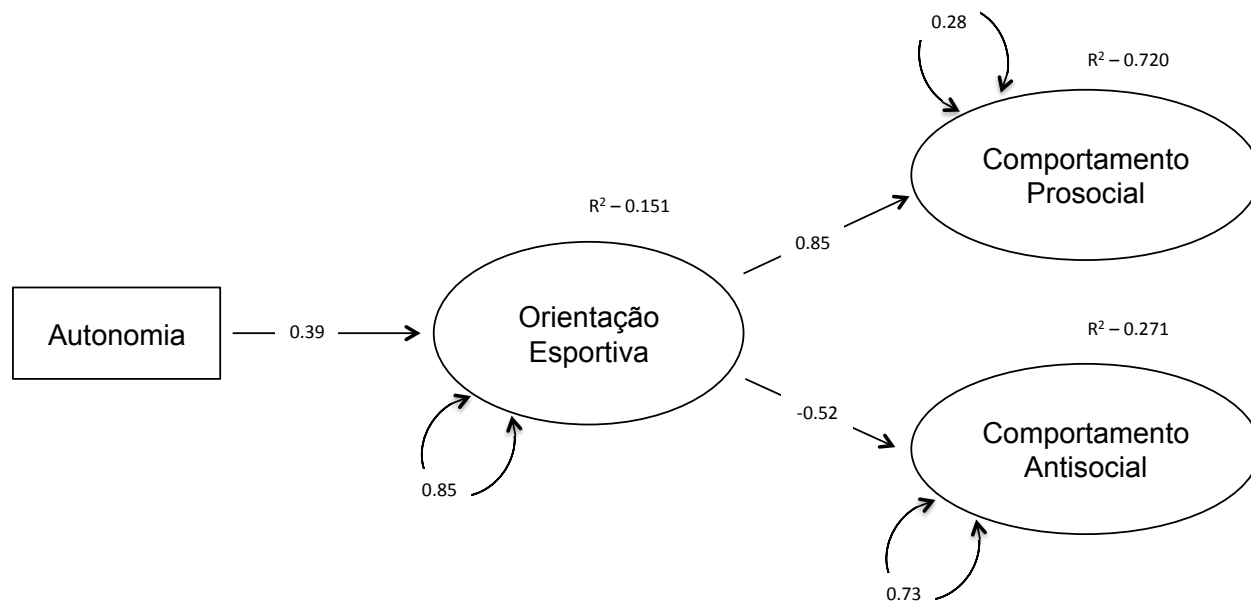 0.28
R² – 0.720
Comportamento
Prosocial
R² – 0.151
0.85
Autonomia
0.39
Orientação
Esportiva
R² – 0.271
-0.52
Comportamento
Antisocial
0.85
0.73